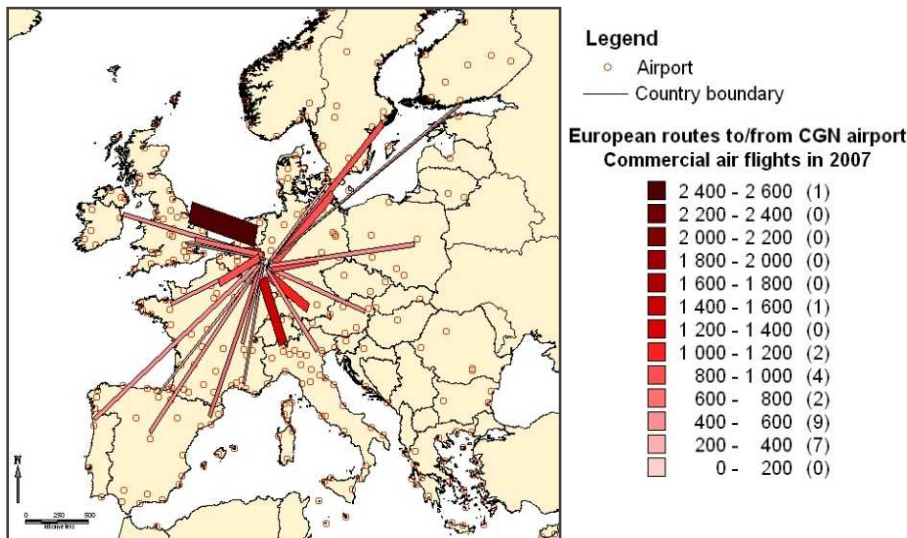 Legend
Airport
Country boundary
European routes to/from CGN airport
Commercial air flights in 2007
2 400 - 2 600 (1)
2 200 - 2 400 (0)
2 000 - 2 200 (0)
1 800 - 2 000 (0)
1 600 - 1 800 (0)
1 400 - 1 600 (1)
1 200 - 1 400 (0)
1 000 - 1 200 (2)
800 - 1 000 (4)
600 - 800 (2)
400 - 600 (9)
200 - 400 (7)
0 - 200 (0)
N
0 250 500
kilometers